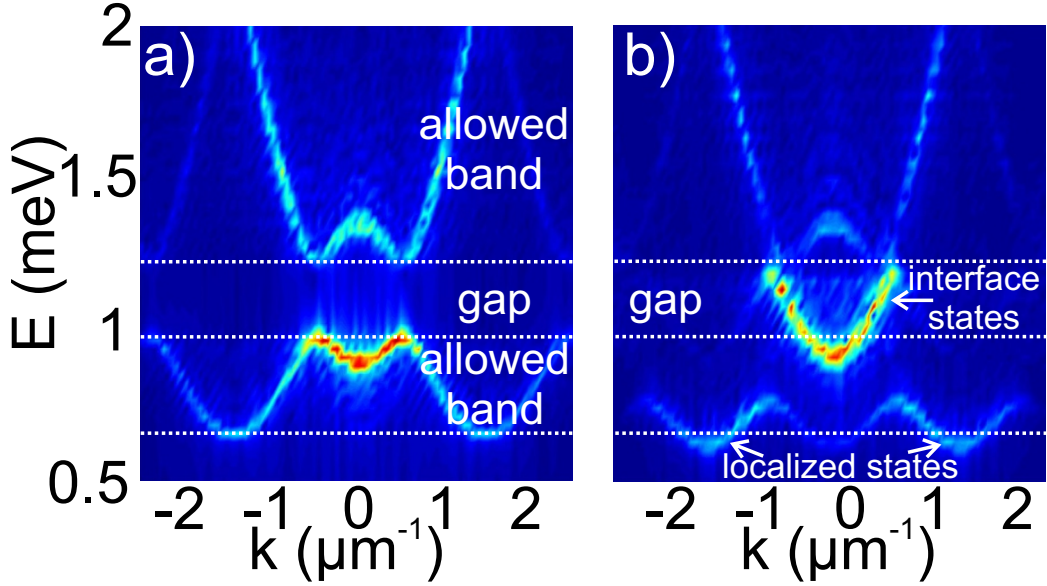 2
1.5
1
0.5
E (meV)
a)
allowed
band
gap
allowed
band
-2 -1 0 1 2
k (μm⁻¹)
b)
gap
interface
states
localized states
-2 -1 0 1 2
k (μm⁻¹)